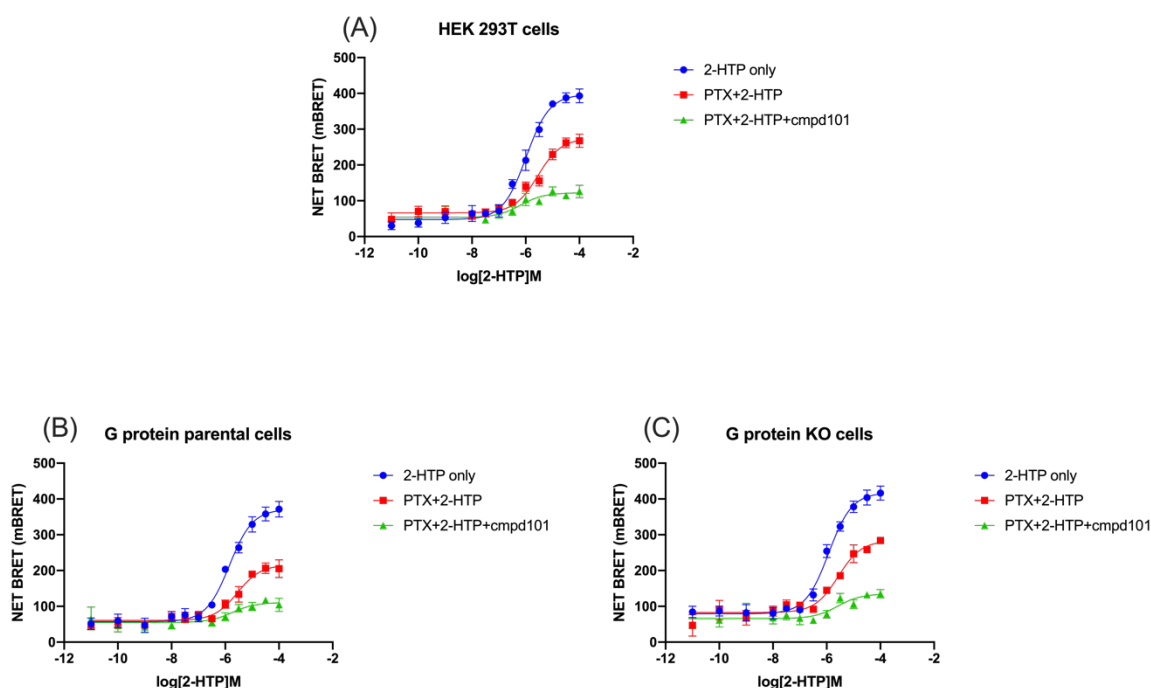 (A)
HEK 293T cells
NET BRET (mBRET)
500
400
300
200
100
0
-12
-10
-8
-6
-4
-2
log[2-HTP]M
2-HTP only
PTX+2-HTP
PTX+2-HTP+cmpd101
(B)
G protein parental cells
NET BRET (mBRET)
500
400
300
200
100
0
-12
-10
-8
-6
-4
-2
log[2-HTP]M
2-HTP only
PTX+2-HTP
PTX+2-HTP+cmpd101
(C)
G protein KO cells
NET BRET (mBRET)
500
400
300
200
100
0
-12
-10
-8
-6
-4
-2
log[2-HTP]M
2-HTP only
PTX+2-HTP
PTX+2-HTP+cmpd101